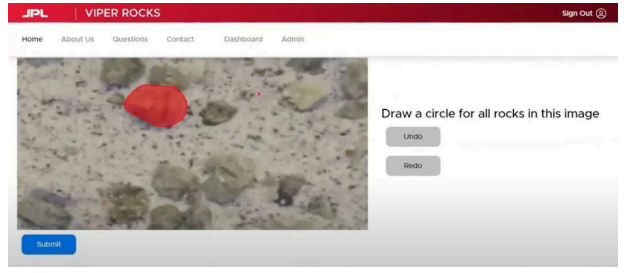 JPL | VIPER ROCKS Sign Out
Home About Us Questions Contact Dashboard Admin
Draw a circle for all rocks in this image
Undo
Redo
Submit